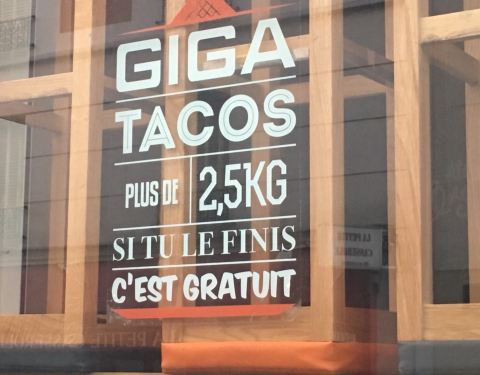 GIGA
TACOS
PLUS DE 2,5KG
SI TU LE FINIS
C'EST GRATUIT